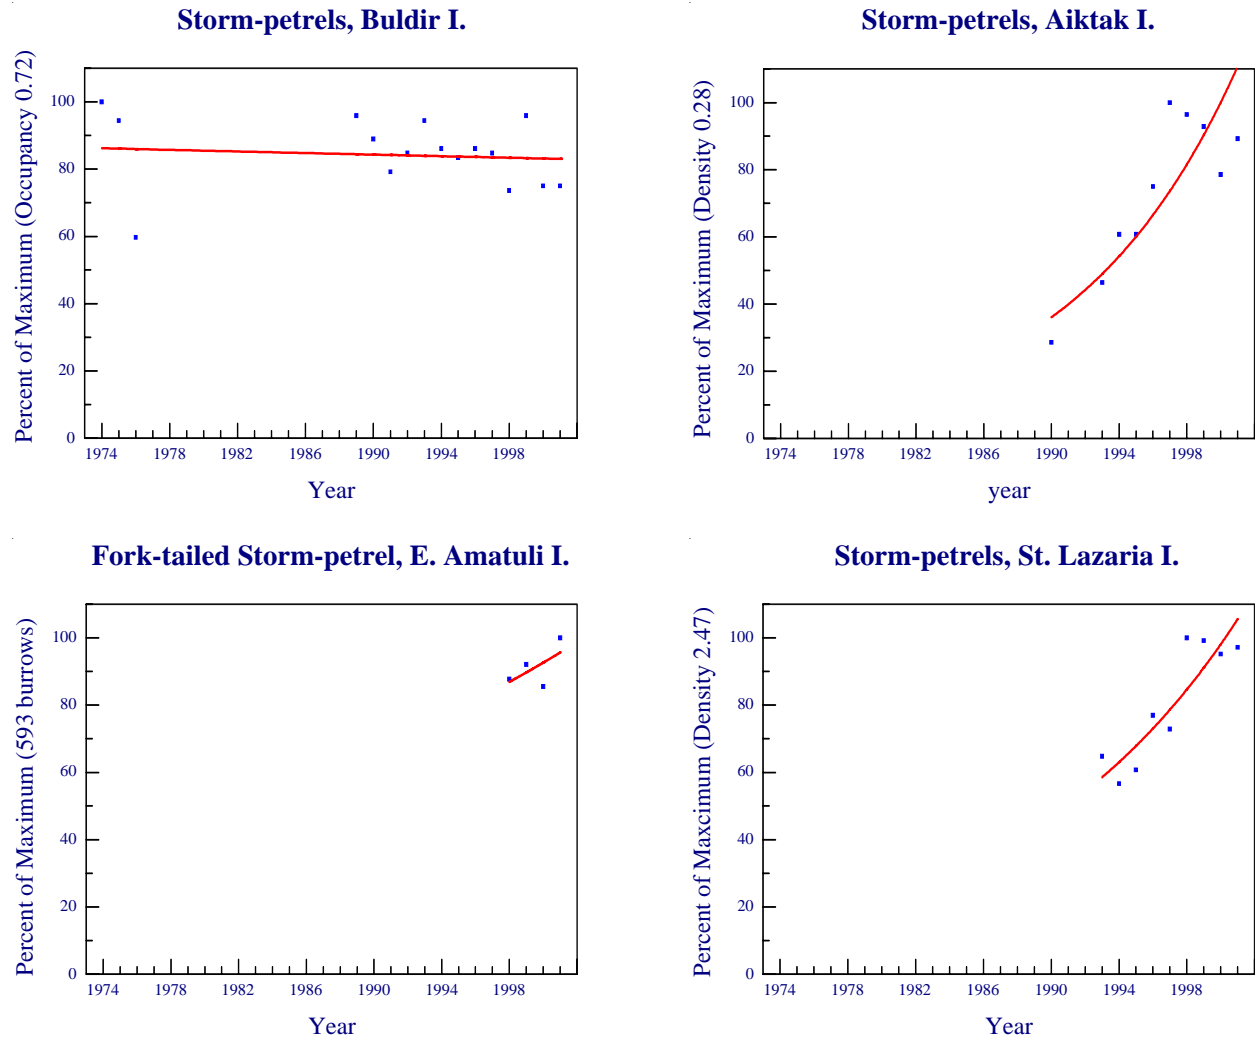 Storm-petrels, Buldir I.
Percent of Maximum (Occupancy 0.72)
100
80
60
40
20
0
1974 1978 1982 1986 1990 1994 1998
Year
Storm-petrels, Aiktak I.
Percent of Maximum (Density 0.28)
100
80
60
40
20
0
1974 1978 1982 1986 1990 1994 1998
year
Fork-tailed Storm-petrel, E. Amatuli I.
Percent of Maximum (593 burrows)
100
80
60
40
20
0
1974 1978 1982 1986 1990 1994 1998
Year
Storm-petrels, St. Lazaria I.
Percent of Maxcimum (Density 2.47)
100
80
60
40
20
0
1974 1978 1982 1986 1990 1994 1998
Year